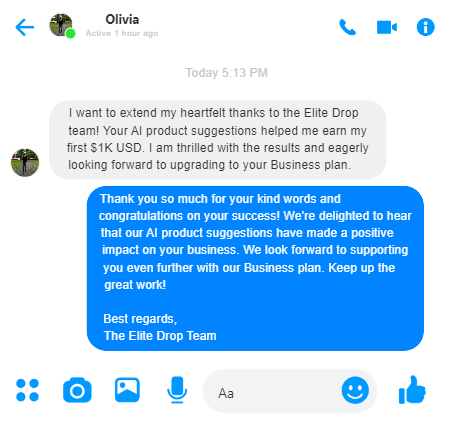 Olivia
Active 1 hour ago
Today 5:13 PM
I want to extend my heartfelt thanks to the Elite Drop
team! Your AI product suggestions helped me earn my
first $1K USD. I am thrilled with the results and eagerly
looking forward to upgrading to your Business plan.
Thank you so much for your kind words and
congratulations on your success! We're delighted to hear
that our AI product suggestions have made a positive
impact on your business. We look forward to supporting
you even further with our Business plan. Keep up the
great work!
Best regards,
The Elite Drop Team
Aa